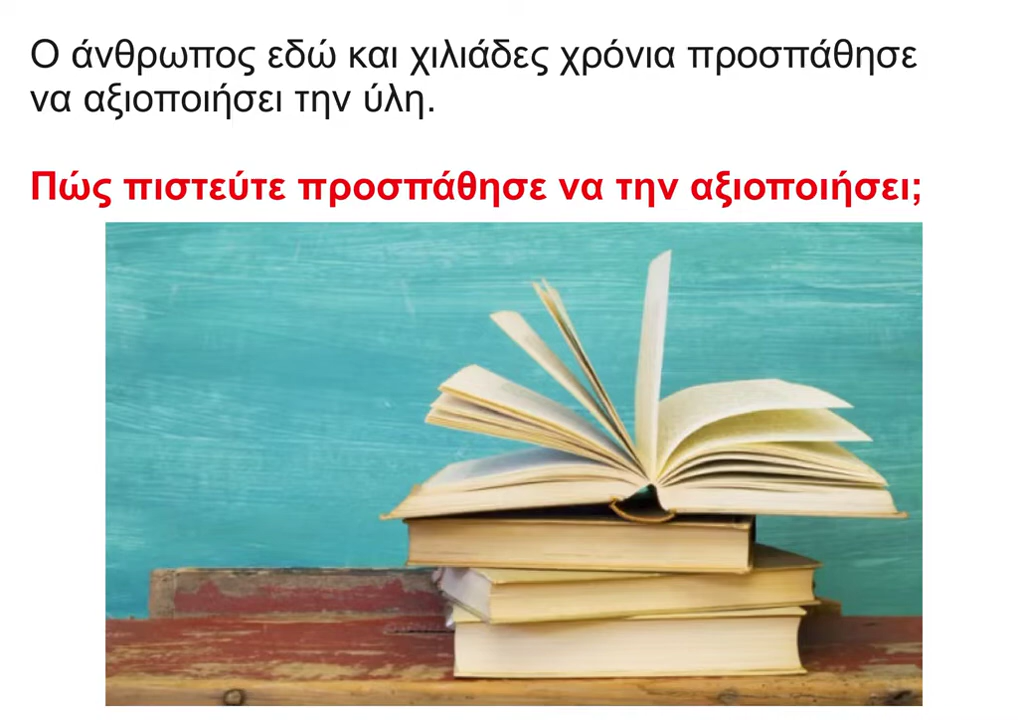 Ο άνθρωπος εδώ και χιλιάδες χρόνια προσπάθησε
να αξιοποιήσει την ύλη.
Πώς πιστεύτε προσπάθησε να την αξιοποιήσει;